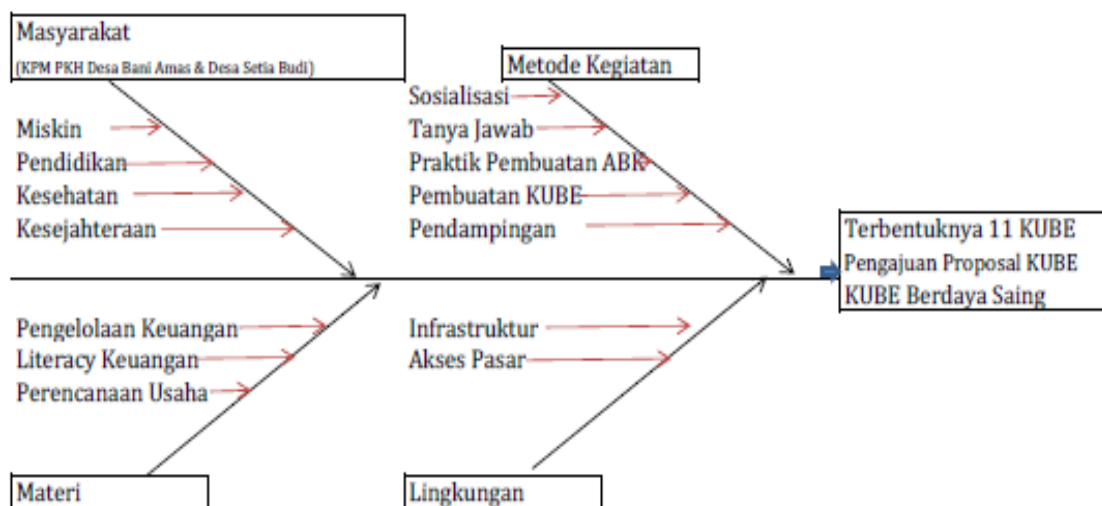 Masyarakat
(KPM PKH Desa Bani Amas & Desa Setia Budi)
Miskin
Pendidikan
Kesehatan
Kesejahteraan
Metode Kegiatan
Sosialisasi
Tanya Jawab
Praktik Pembuatan ABK
Pembuatan KUBE
Pendampingan
Terbentuknya 11 KUBE
Pengajuan Proposal KUBE
KUBE Berdaya Saing
Pengelolaan Keuangan
Literacy Keuangan
Perencanaan Usaha
Materi
Infrastruktur
Akses Pasar
Lingkungan